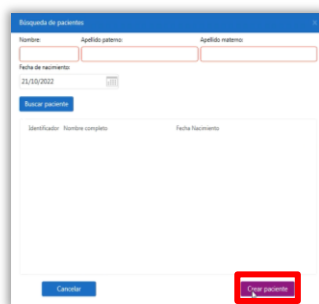 Búsqueda de pacientes
Nombre: Apellido paterno: Apellido materno:
Fecha de nacimiento:
21/10/2022
Buscar paciente
Identificador Nombre completo Fecha Nacimiento
Cancelar Crear paciente